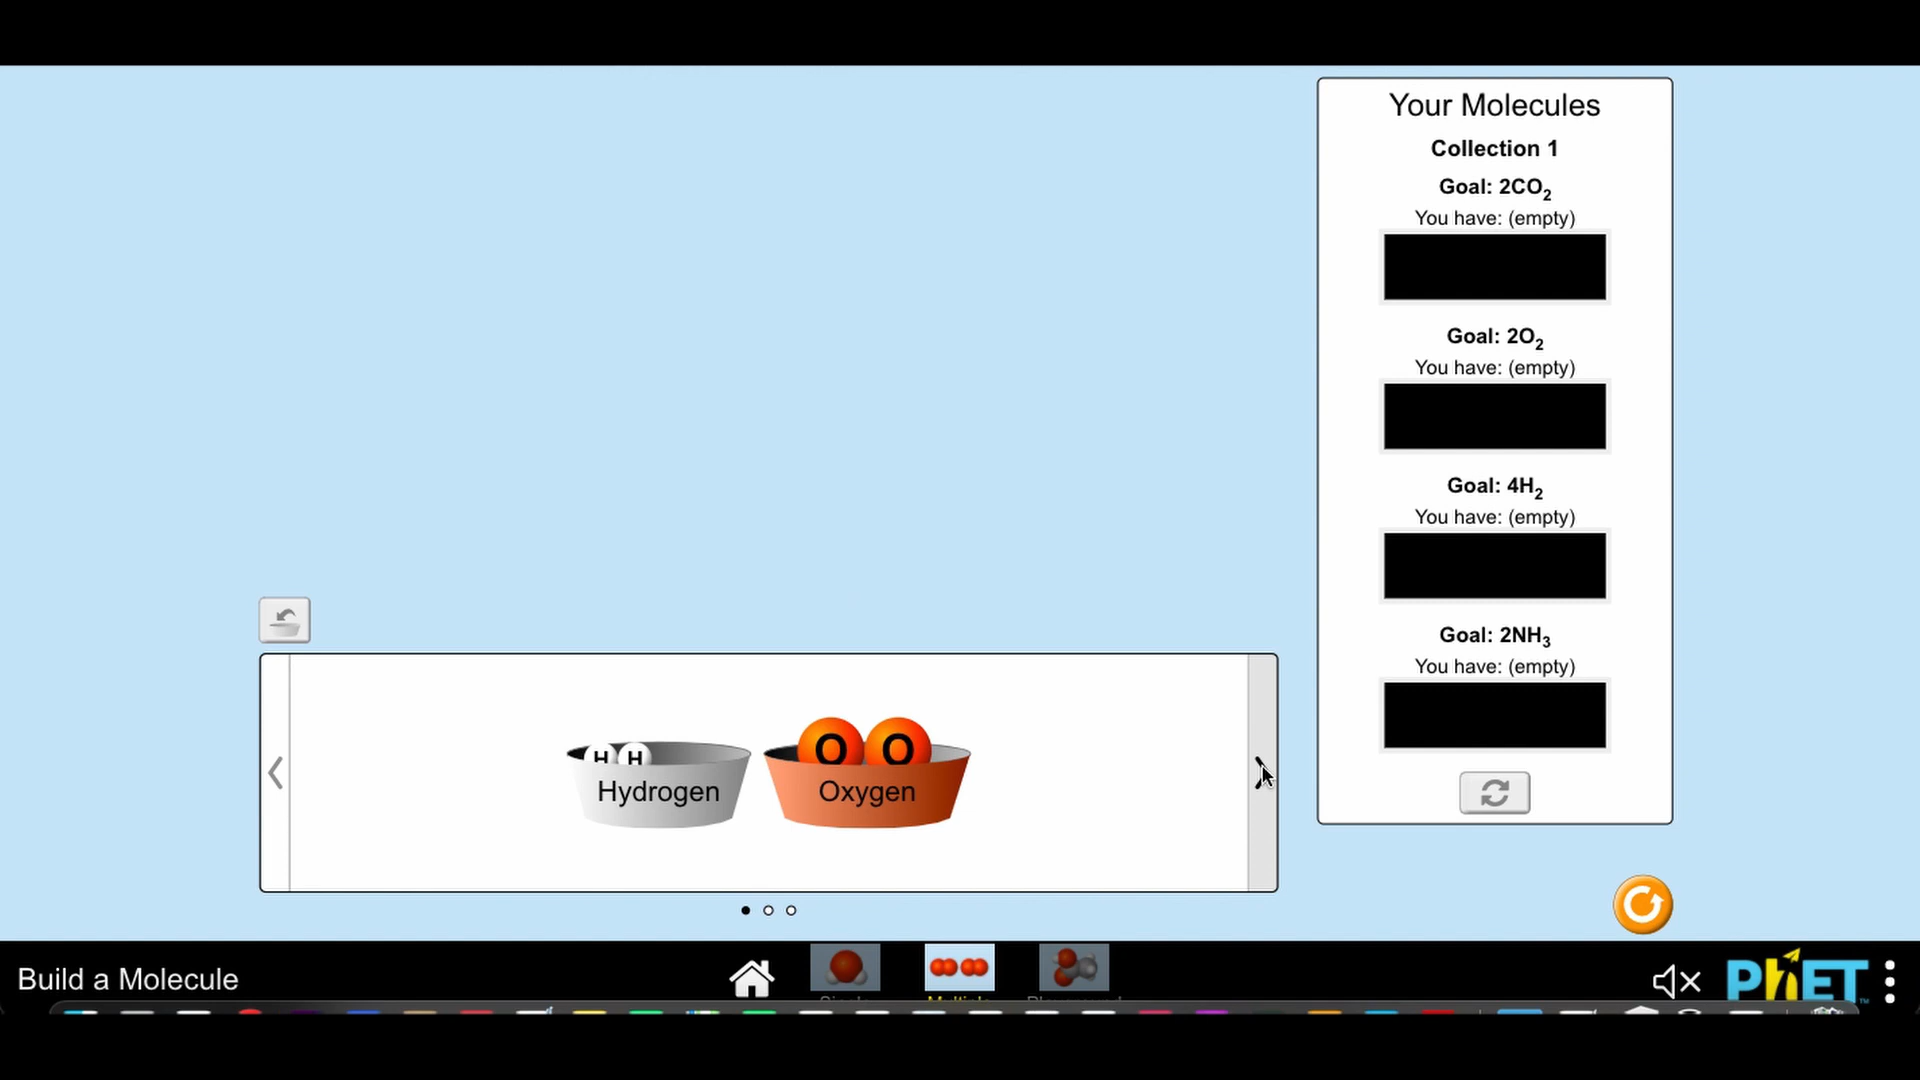 Your Molecules
Collection 1
Goal: 2CO₂
You have: (empty)
Goal: 2O₂
You have: (empty)
Goal: 4H₂
You have: (empty)
Goal: 2NH₃
You have: (empty)
H H O O
Hydrogen Oxygen
Build a Molecule
PhET